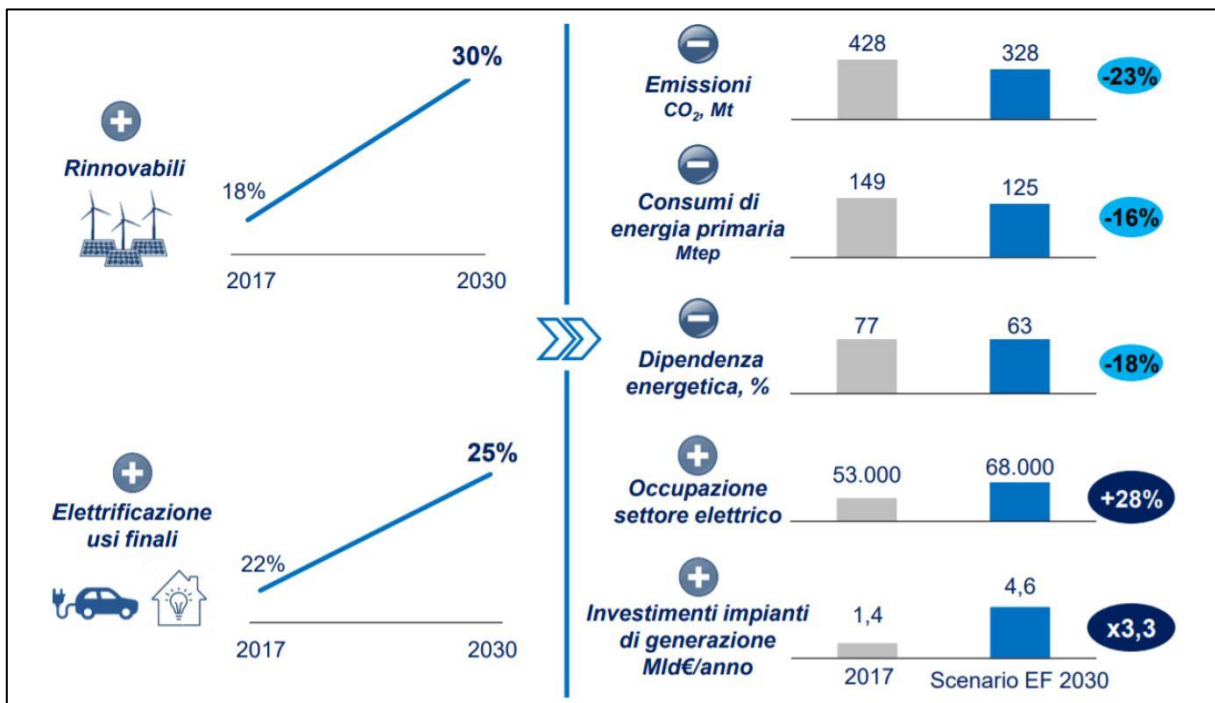 30%
Rinnovabili
18%
2017
2030
25%
Elettrificazione
usi finali
22%
2017
2030
Emissioni
CO₂, Mt
428
328
-23%
Consumi di
energia primaria
Mtep
149
125
-16%
Dipendenza
energetica, %
77
63
-18%
Occupazione
settore elettrico
53.000
68.000
+28%
Investimenti impianti
di generazione
Mld€/anno
1,4
4,6
x3,3
2017
Scenario EF 2030